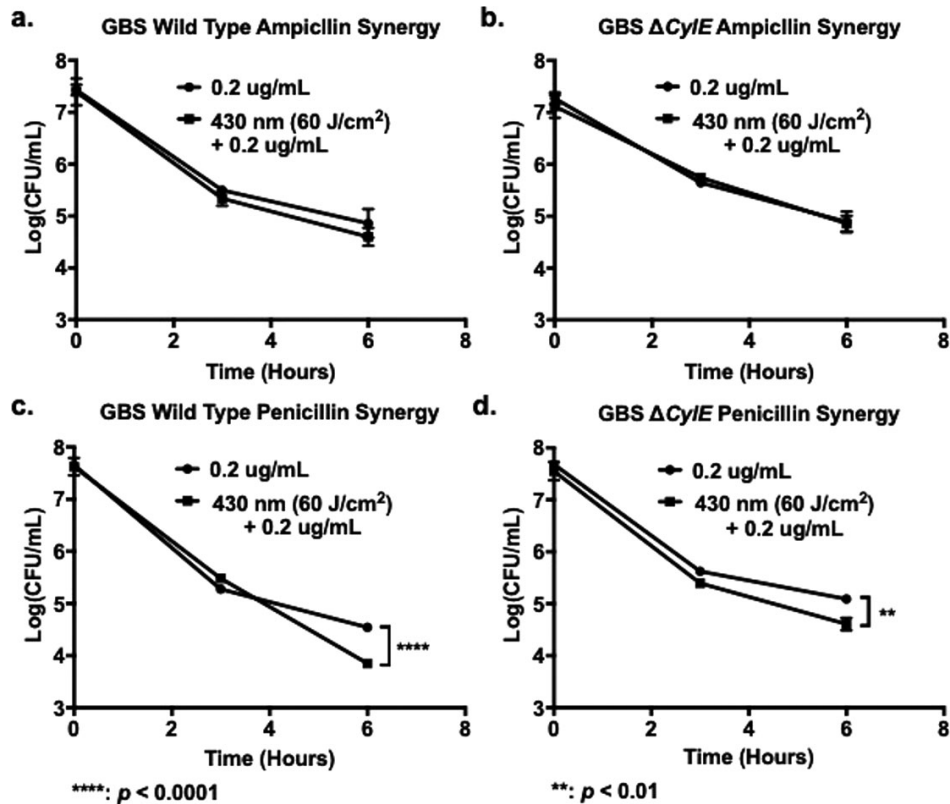 a.
GBS Wild Type Ampicllin Synergy
8
7
6
5
4
3
Log(CFU/mL)
0.2 ug/mL
430 nm (60 J/cm²)
+ 0.2 ug/mL
0 2 4 6 8
Time (Hours)
b.
GBS ΔCylE Ampicillin Synergy
8
7
6
5
4
3
Log(CFU/mL)
0.2 ug/mL
430 nm (60 J/cm²)
+ 0.2 ug/mL
0 2 4 6 8
Time (Hours)
c.
GBS Wild Type Penicillin Synergy
8
7
6
5
4
3
Log(CFU/mL)
0.2 ug/mL
430 nm (60 J/cm²)
+ 0.2 ug/mL
****
0 2 4 6 8
Time (Hours)
****: p < 0.0001
d.
GBS ΔCylE Penicillin Synergy
8
7
6
5
4
3
Log(CFU/mL)
0.2 ug/mL
430 nm (60 J/cm²)
+ 0.2 ug/mL
**
0 2 4 6 8
Time (Hours)
**: p < 0.01